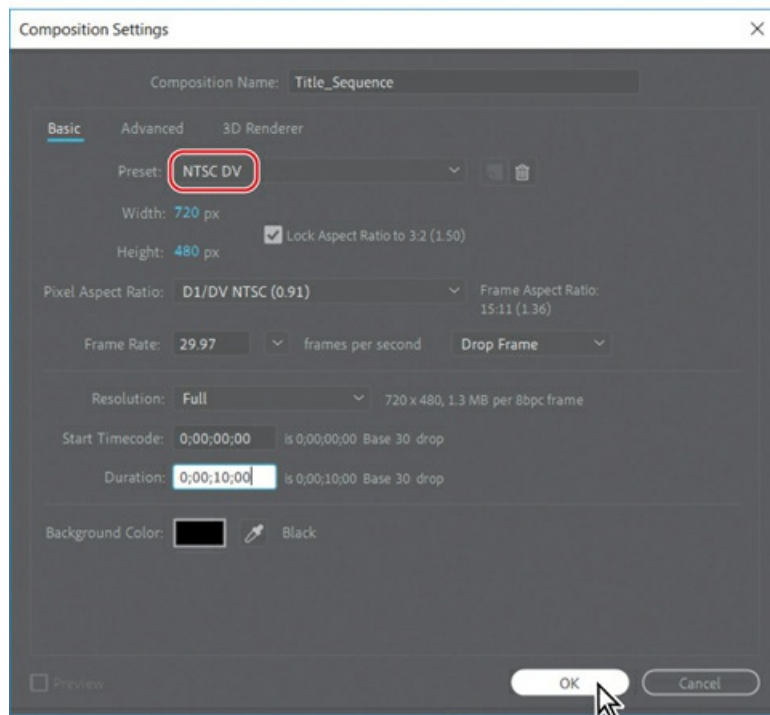 Composition Settings
Composition Name: Title_Sequence
Basic Advanced 3D Renderer
Preset: NTSC DV
Width: 720 px
Lock Aspect Ratio to 3:2 (1.50)
Height: 480 px
Pixel Aspect Ratio: D1/DV NTSC (0.91) Frame Aspect Ratio:
15:11 (1.36)
Frame Rate: 29.97 frames per second Drop Frame
Resolution: Full 720 x 480, 1.3 MB per 8bpc frame
Start Timecode: 0;00;00;00 is 0;00;00;00 Base 30 drop
Duration: 0;00;10;00 is 0;00;10;00 Base 30 drop
Background Color: Black
Preview OK Cancel